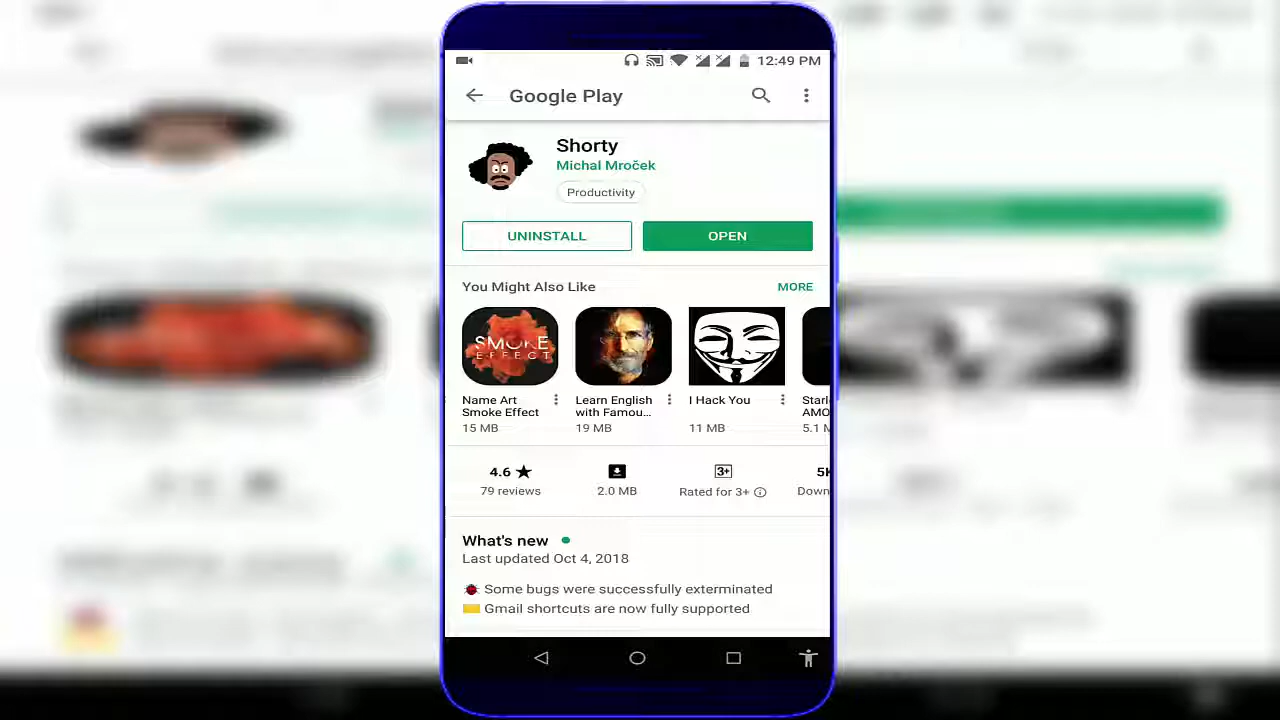 12:49 PM
Google Play
Shorty
Michal Mroček
Productivity
UNINSTALL
OPEN
You Might Also Like
MORE
SMOKE
EFFECT
Name Art
Smoke Effect
15 MB
Learn English
with Famou...
19 MB
I Hack You
11 MB
Starl
AMO
5.1 M
4.6 ★
79 reviews
2.0 MB
3+
Rated for 3+
5K
Down
What's new
Last updated Oct 4, 2018
Some bugs were successfully exterminated
Gmail shortcuts are now fully supported